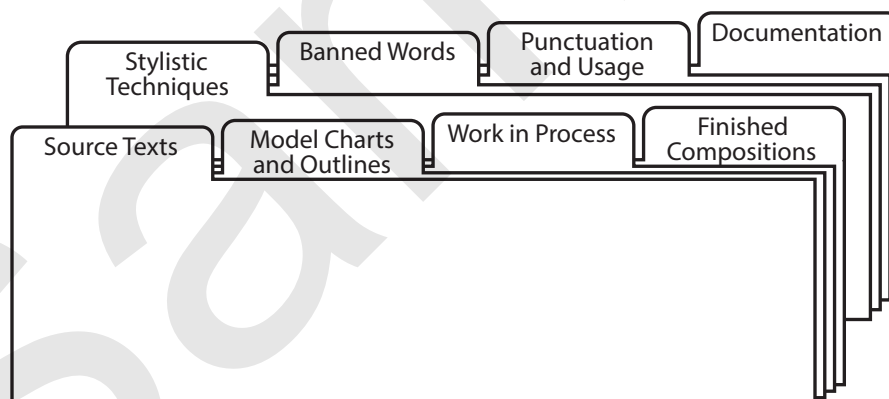 Stylistic
Techniques
Banned Words
Punctuation
and Usage
Documentation
Source Texts
Model Charts
and Outlines
Work in Process
Finished
Compositions